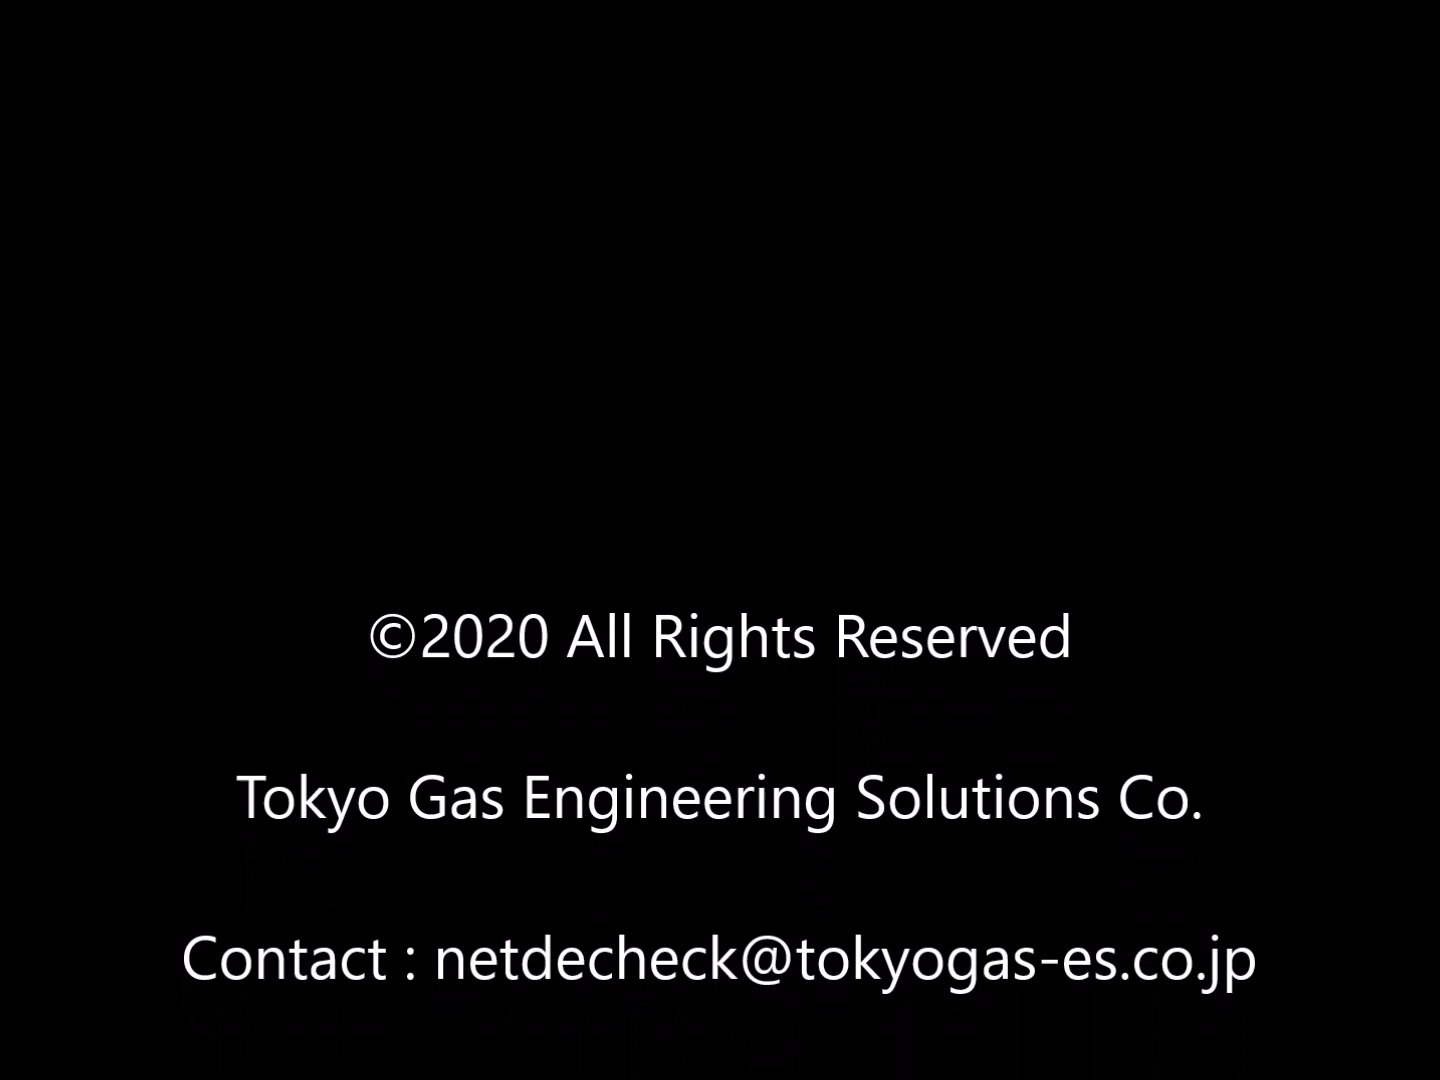 ©2020 All Rights Reserved
Tokyo Gas Engineering Solutions Co.
Contact : netdecheck@tokyogas-es.co.jp